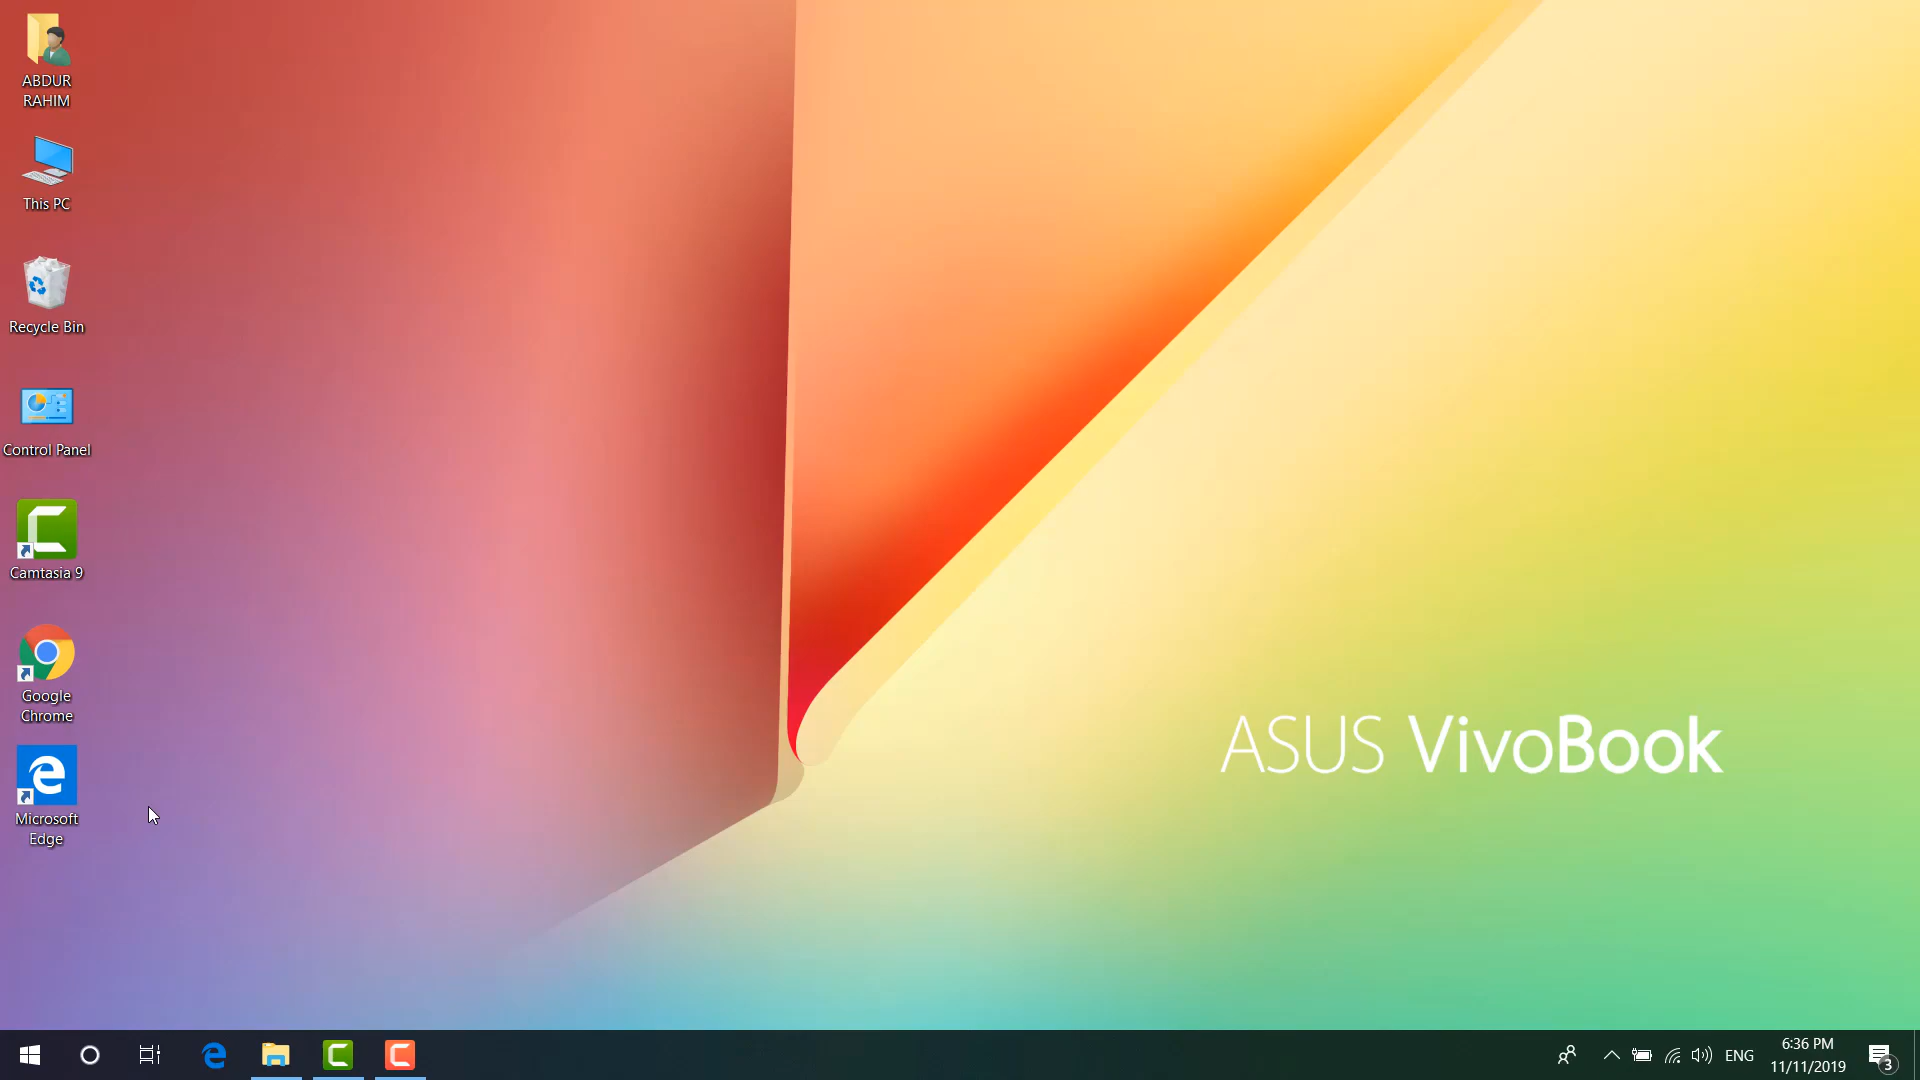 ABDUR
RAHIM
This PC
Recycle Bin
Control Panel
Camtasia 9
Google
Chrome
Microsoft
Edge
ASUS VivoBook
ENG
6:36 PM
11/11/2019
3